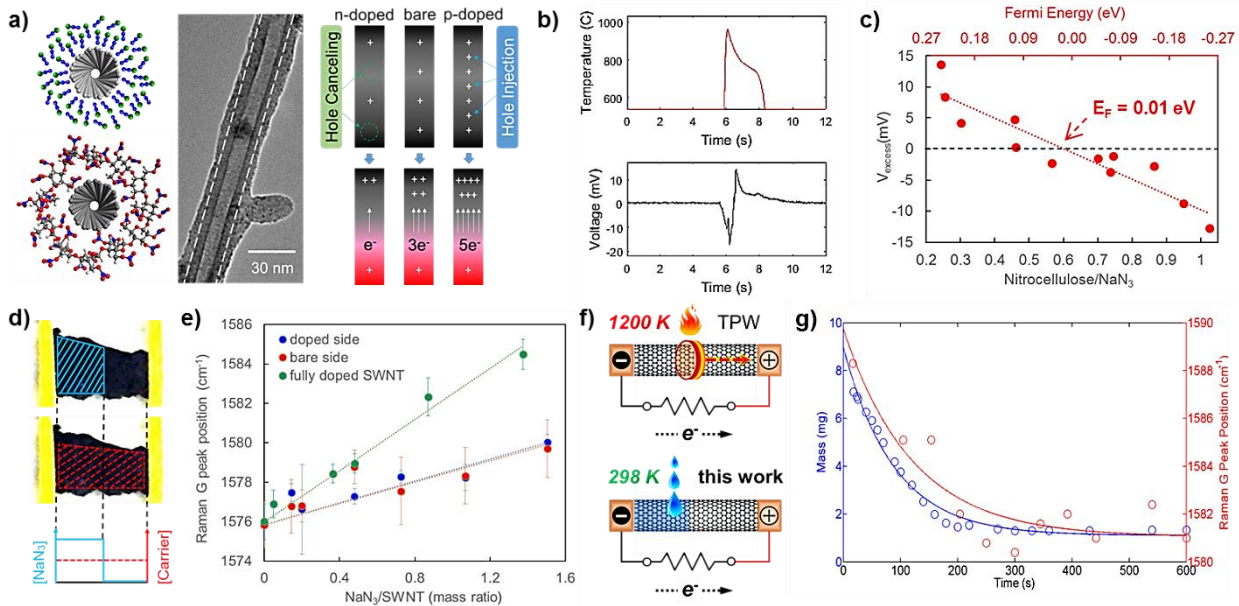 a)
n-doped bare p-doped
Hole Canceling
Hole Injection
e-
3e-
5e-
30 nm
b)
Temperature (C)
1000
800
600
0 2 4 6 8 10 12
Time (s)
Voltage (mV)
20
10
0
-10
-20
0 2 4 6 8 10 12
Time (s)
c)
Fermi Energy (eV)
0.27 0.18 0.09 0.00 -0.09 -0.18 -0.27
Vexcess(mV)
15
10
5
0
-5
-10
-15
EF = 0.01 eV
0.2 0.3 0.4 0.5 0.6 0.7 0.8 0.9 1
Nitrocellulose/NaN3
d)
[NaN3]
[Carrier]
e)
Raman G peak position (cm-1)
1586
1584
1582
1580
1578
1576
1574
doped side
bare side
fully doped SWNT
0 0.4 0.8 1.2 1.6
NaN3/SWNT (mass ratio)
f)
1200 K TPW
e-
298 K this work
e-
g)
Mass (mg)
10
8
6
4
2
0
1590
1588
1586
1584
1582
1580
Raman G Peak Position (cm-1)
0 100 200 300 400 500 600
Time (s)